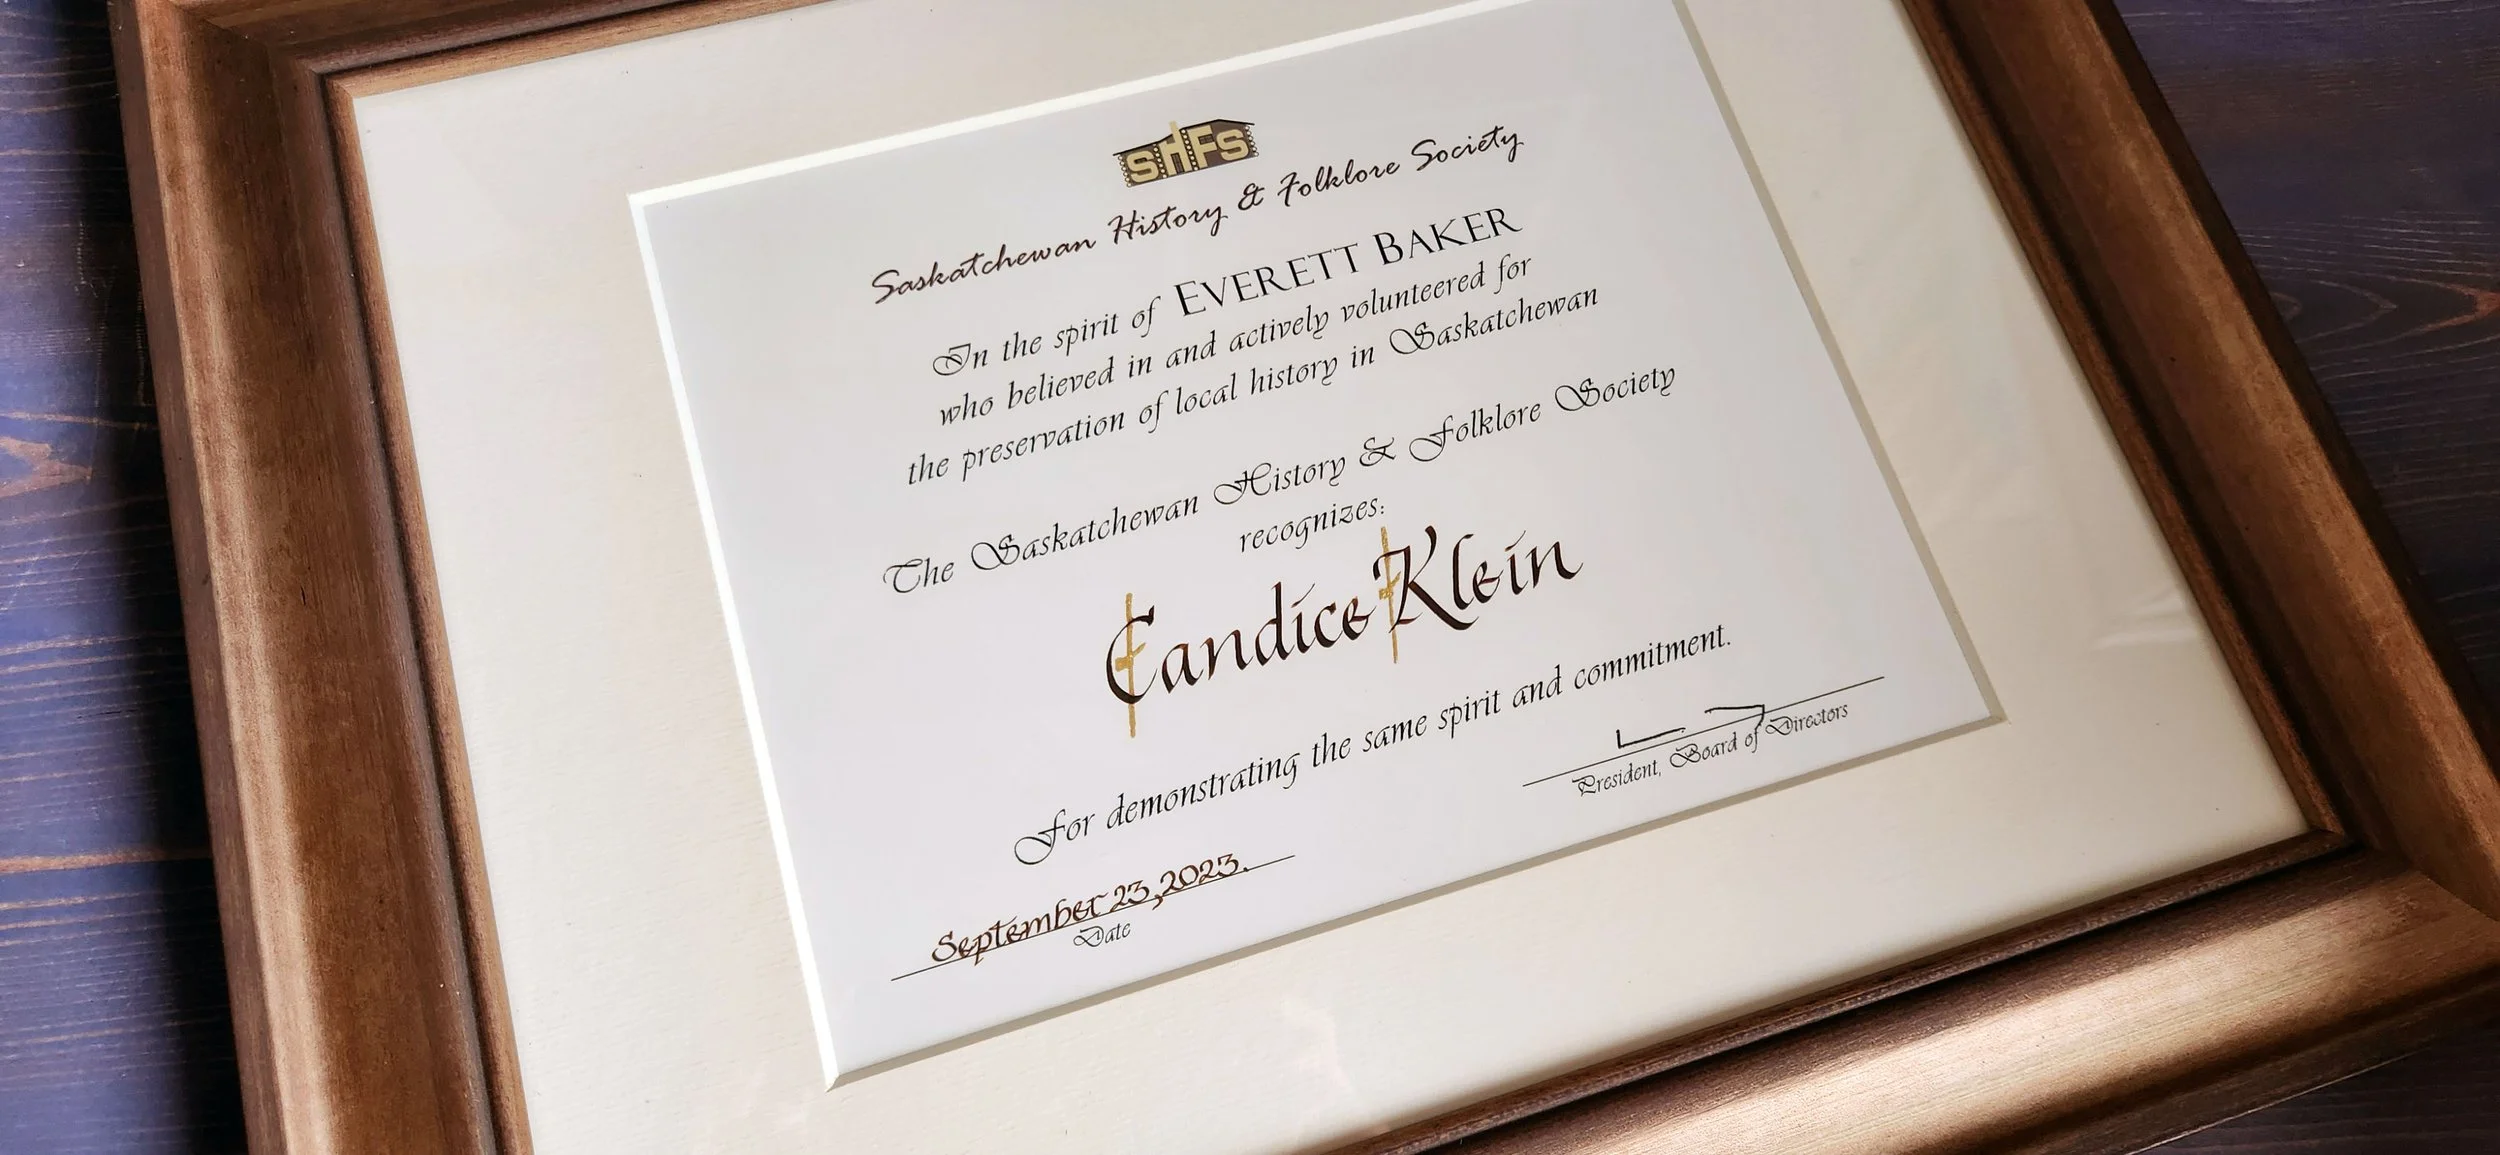 SHFS
Saskatchewan History & Folklore Society
In the spirit of EVERETT BAKER
who believed in and actively volunteered for
the preservation of local history in Saskatchewan
The Saskatchewan History & Folklore Society
recognizes:
Candice Klein
For demonstrating the same spirit and commitment.
September 23, 2023.
Date
President, Board of Directors